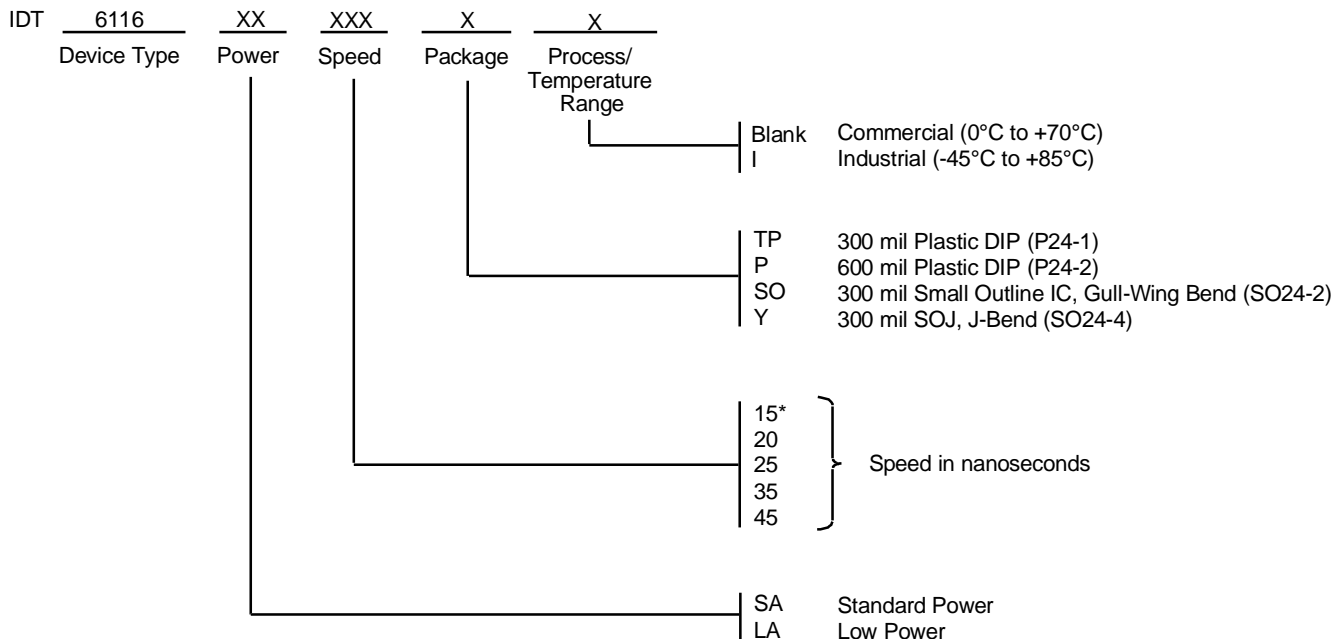 IDT 6116 XX XXX X X
Device Type Power Speed Package Process/
Temperature
Range
Blank Commercial (0°C to +70°C)
I Industrial (-45°C to +85°C)
TP 300 mil Plastic DIP (P24-1)
P 600 mil Plastic DIP (P24-2)
SO 300 mil Small Outline IC, Gull-Wing Bend (SO24-2)
Y 300 mil SOJ, J-Bend (SO24-4)
15*
20
25 Speed in nanoseconds
35
45
SA Standard Power
LA Low Power